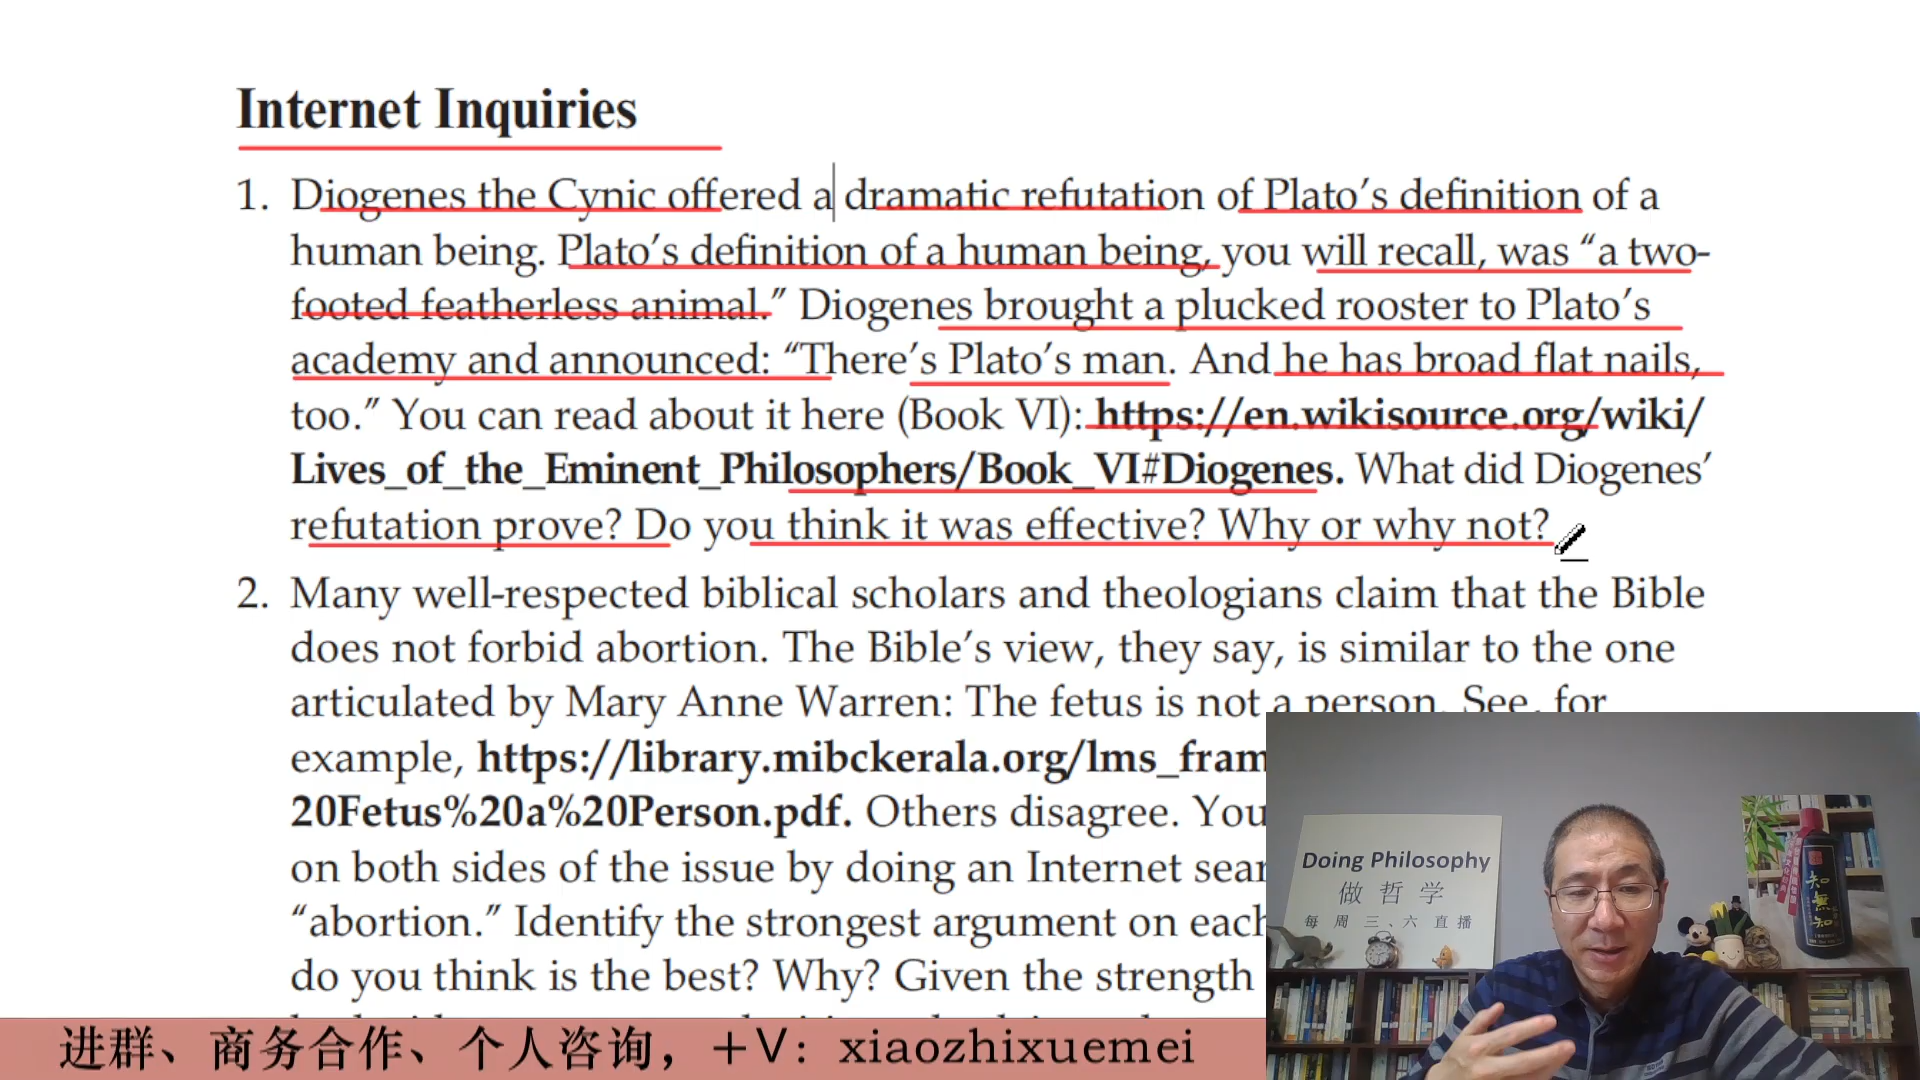 Internet Inquiries
1. Diogenes the Cynic offered a dramatic refutation of Plato’s definition of a
human being. Plato’s definition of a human being, you will recall, was “a two-
footed featherless animal.” Diogenes brought a plucked rooster to Plato’s
academy and announced: “There’s Plato’s man. And he has broad flat nails,
too.” You can read about it here (Book VI): https://en.wikisource.org/wiki/
Lives_of_the_Eminent_Philosophers/Book_VI#Diogenes. What did Diogenes’
refutation prove? Do you think it was effective? Why or why not?
2. Many well-respected biblical scholars and theologians claim that the Bible
does not forbid abortion. The Bible’s view, they say, is similar to the one
articulated by Mary Anne Warren: The fetus is not a person. See, for
example, https://library.mibckerala.org/lms_fram
20Fetus%20a%20Person.pdf. Others disagree. You
on both sides of the issue by doing an Internet sear
“abortion.” Identify the strongest argument on each
do you think is the best? Why? Given the strength
Doing Philosophy
做哲学
每周三、六直播
知無知
进群、商务合作、个人咨询，+V：xiaozhixuemei